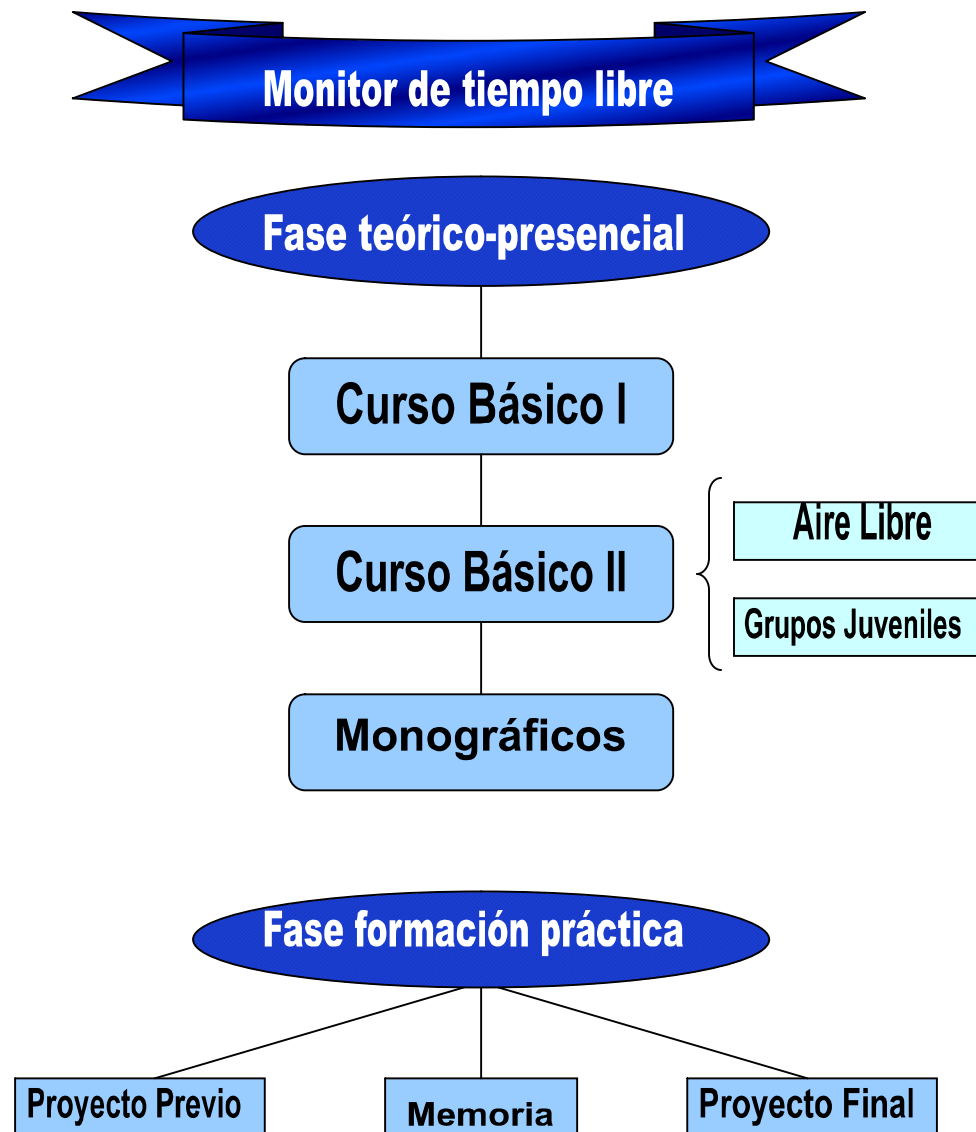 Monitor de tiempo libre
Fase teórico-presencial
Curso Básico I
Curso Básico II
Aire Libre
Grupos Juveniles
Monográficos
Fase formación práctica
Proyecto Previo
Memoria
Proyecto Final